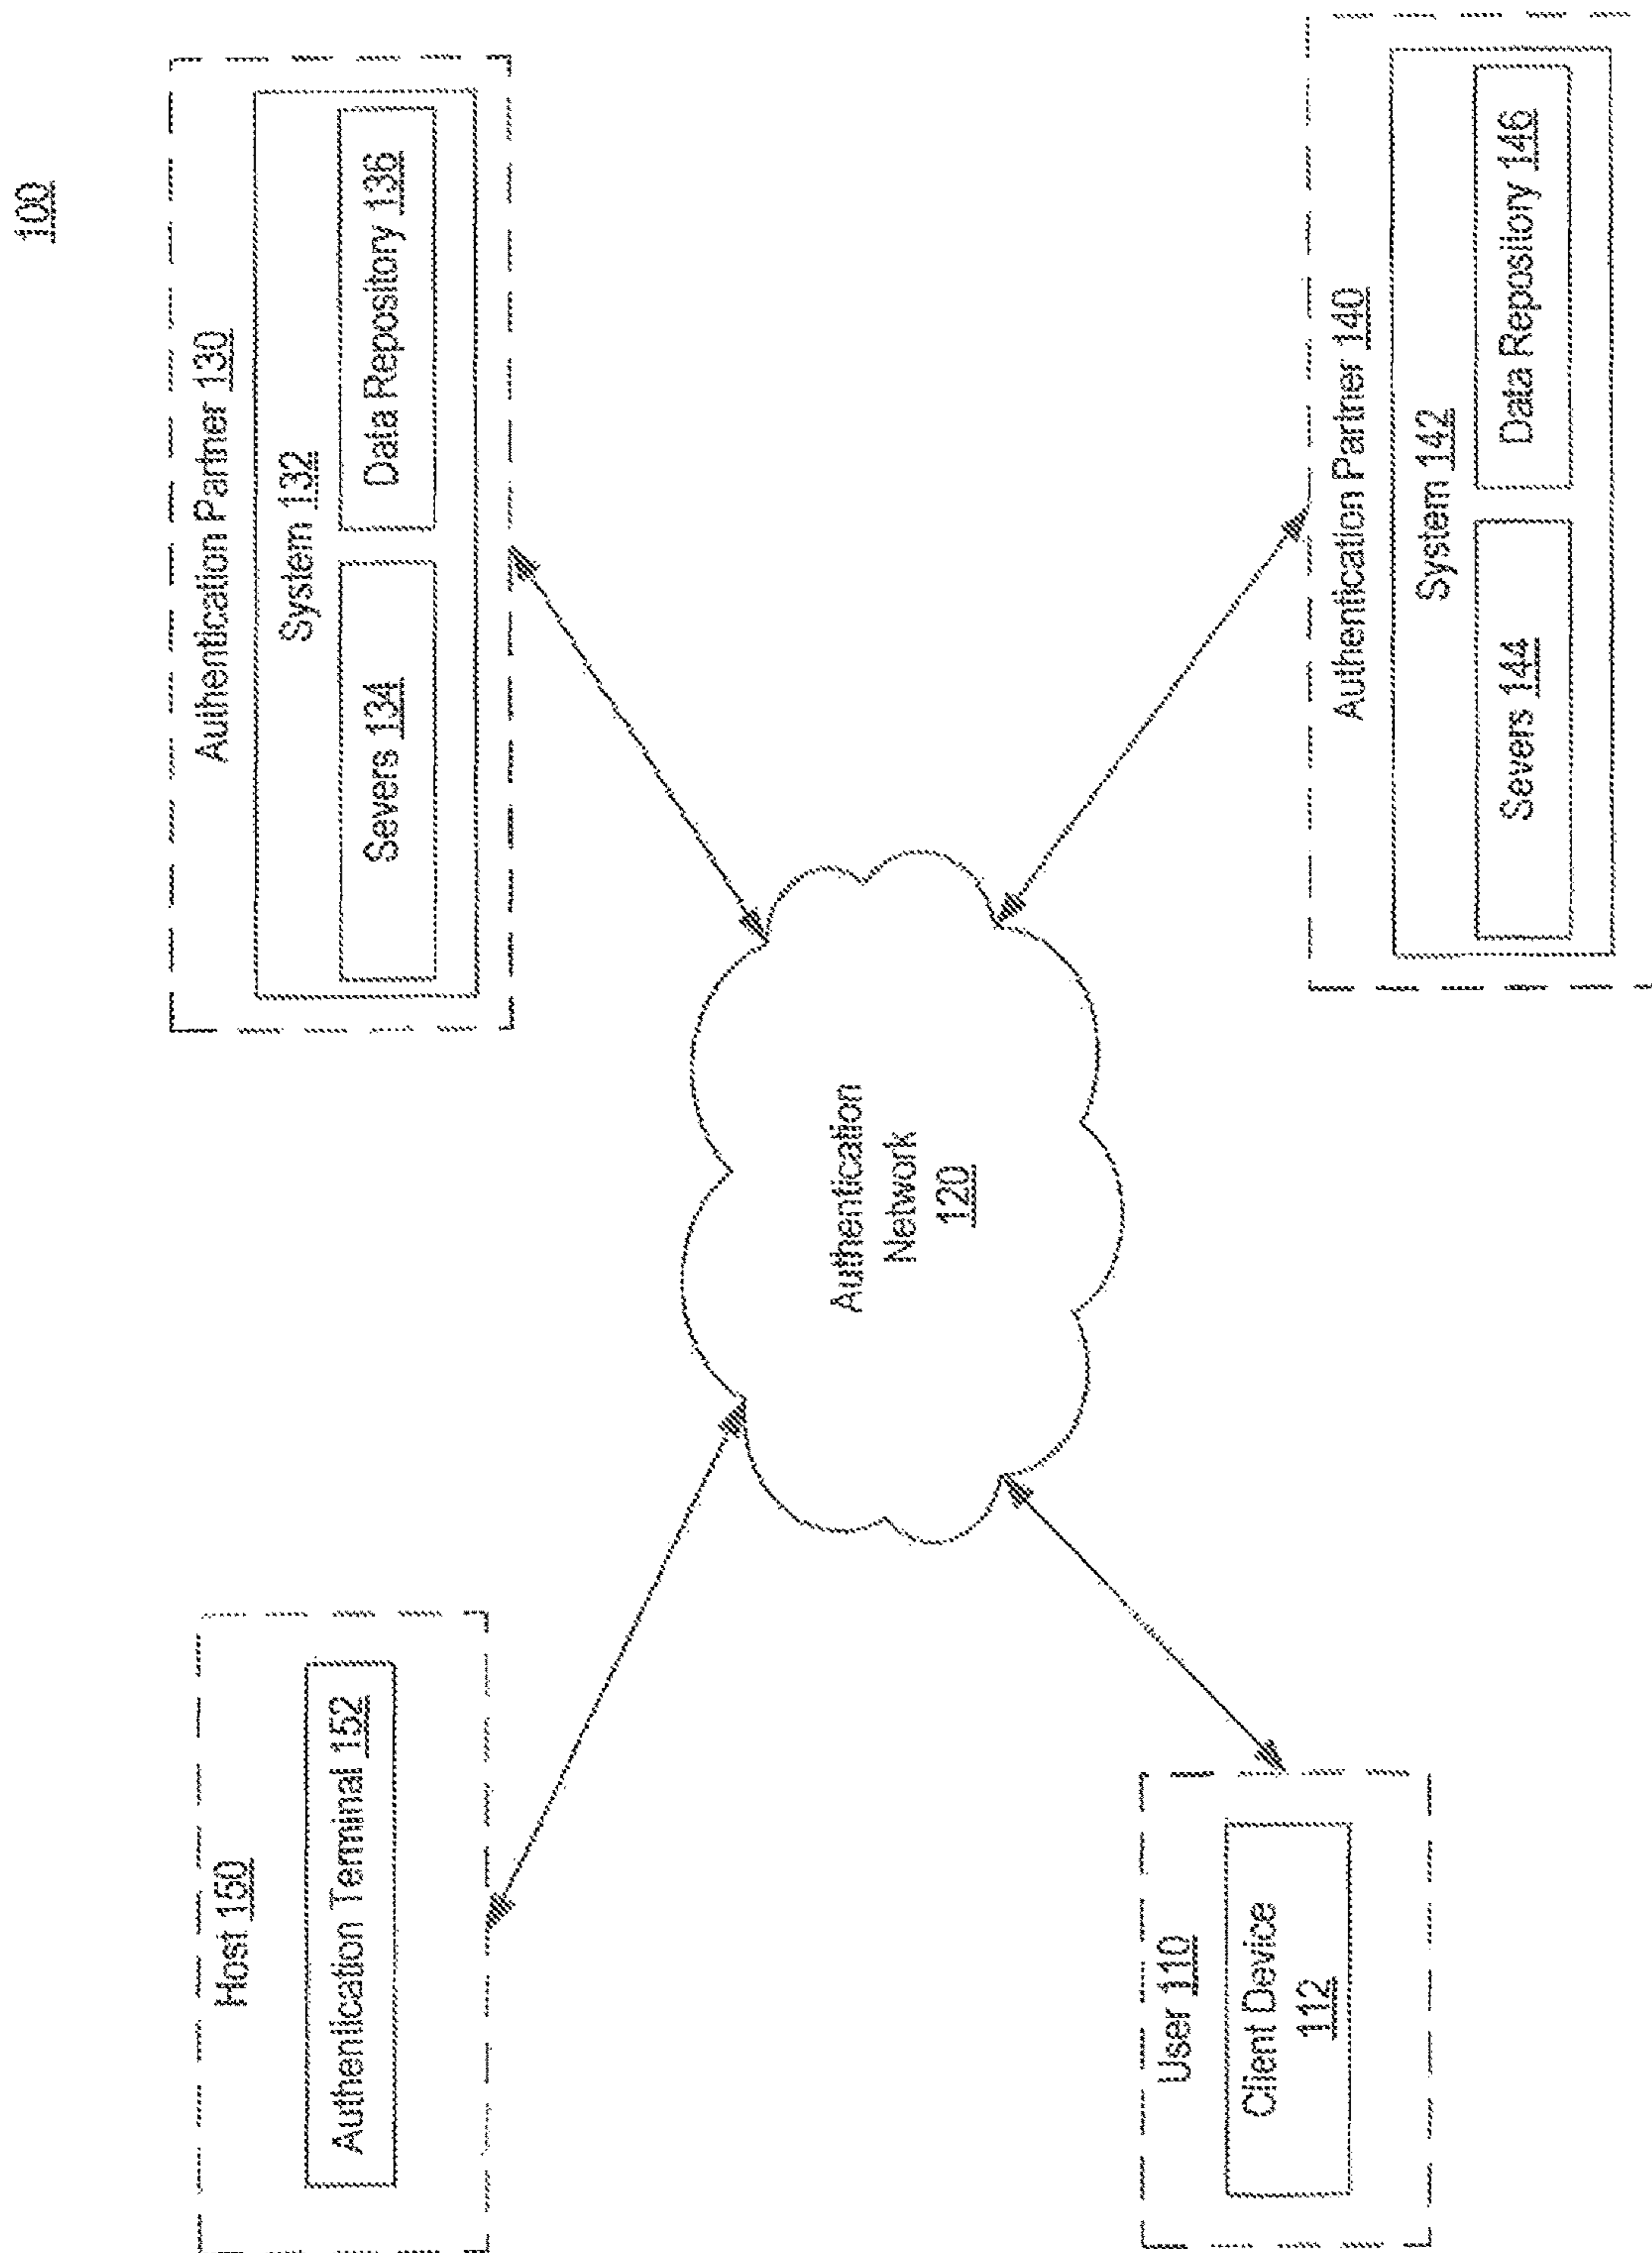 100
Host 150
Authentication Terminal 152
Authentication Partner 130
System 132
Severs 134
Data Repository 136
Authentication
Network
120
User 110
Client Device
112
Authentication Partner 140
System 142
Severs 144
Data Repository 146